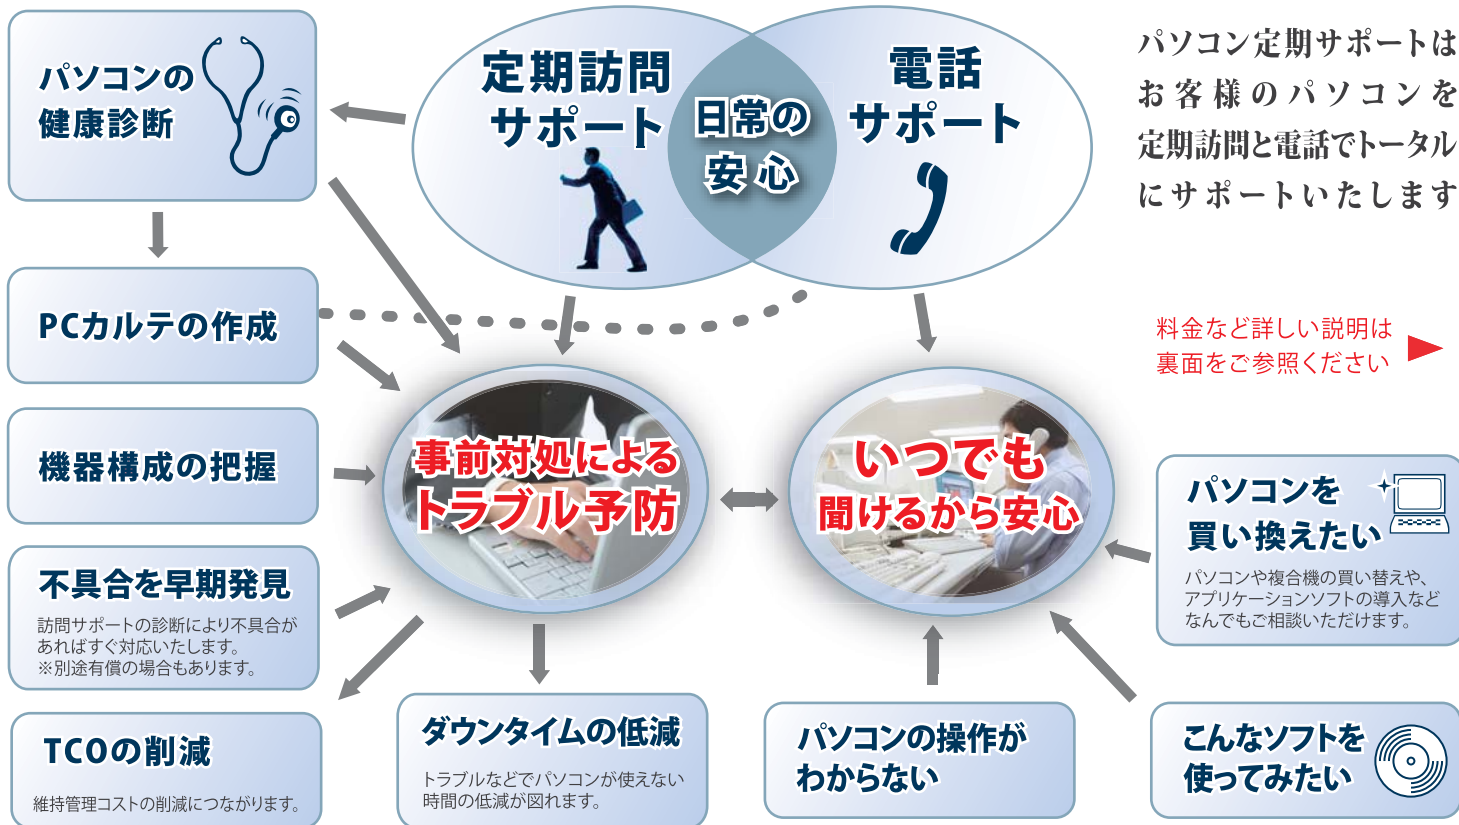 パソコンの
健康診断
定期訪問
サポート
日常の
安心
電話
サポート
パソコン定期サポートは
お客様のパソコンを
定期訪問と電話でトータル
にサポートいたします
PCカルテの作成
料金など詳しい説明は
裏面をご参照ください
機器構成の把握
事前対処による
トラブル予防
いつでも
聞けるから安心
パソコンを
買い換えたい
パソコンや複合機の買い替えや、
アプリケーションソフトの導入など
なんでもご相談いただけます。
不具合を早期発見
訪問サポートの診断により不具合が
あればすぐ対応いたします。
※別途有償の場合もあります。
TCOの削減
維持管理コストの削減につながります。
ダウンタイムの低減
トラブルなどでパソコンが使えない
時間の低減が図れます。
パソコンの操作が
わからない
こんなソフトを
使ってみたい